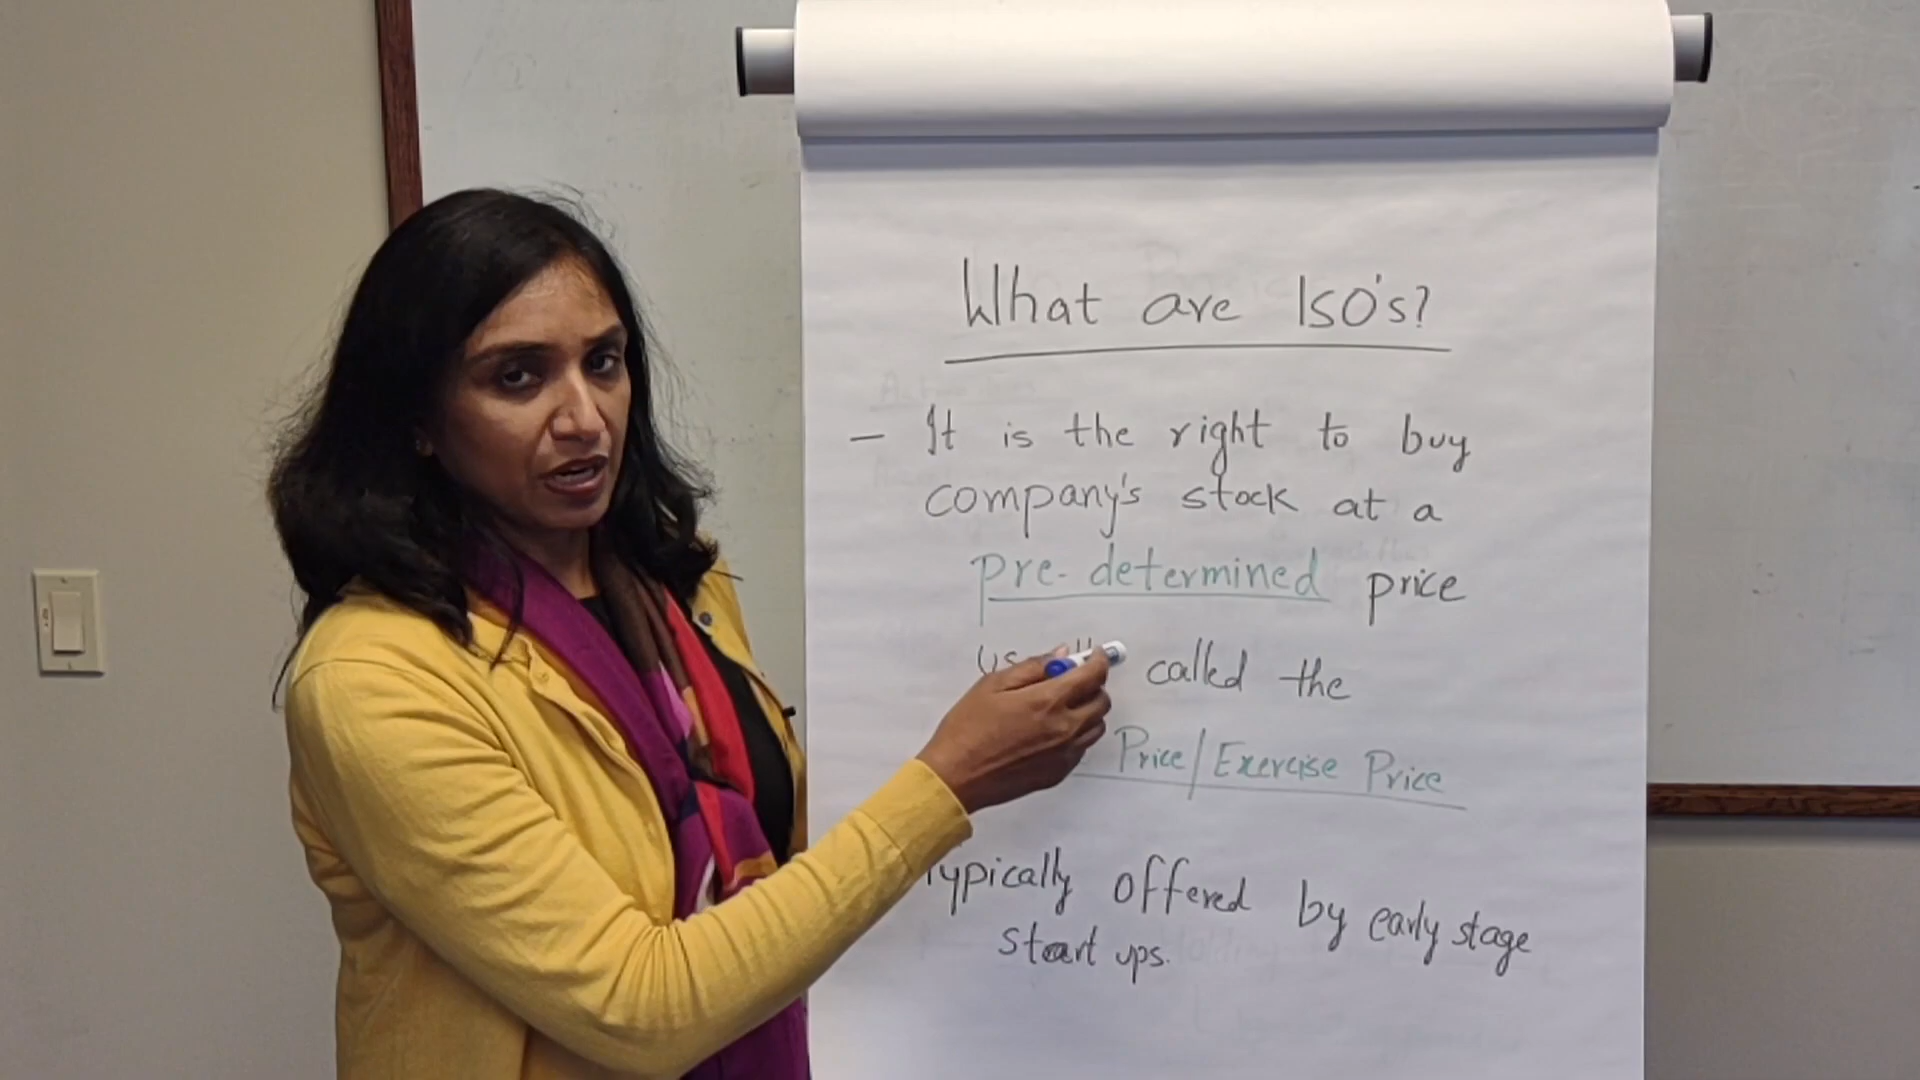 What are ISO's?
- It is the right to buy
company's stock at a
pre-determined price
called the
Price/Exercise Price
Typically offered by early stage
start ups.